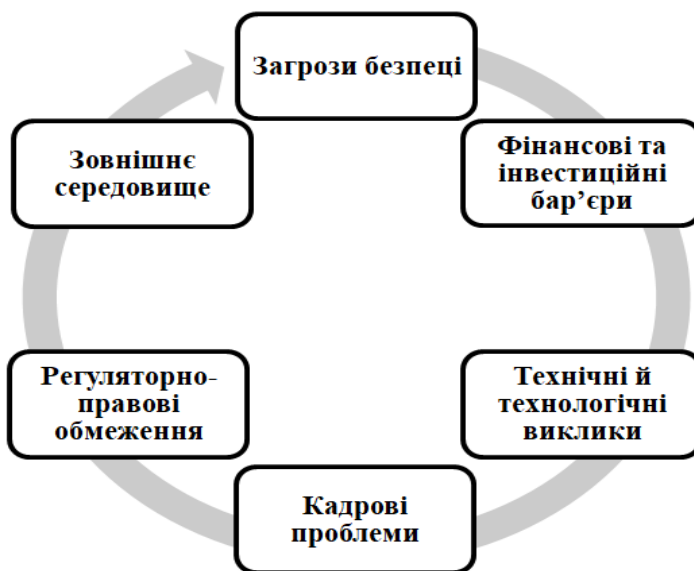 Загрози безпеці
Фінансові та
інвестиційні
бар’єри
Технічні й
технологічні
виклики
Кадрові
проблеми
Регуляторно-
правові
обмеження
Зовнішнє
середовище